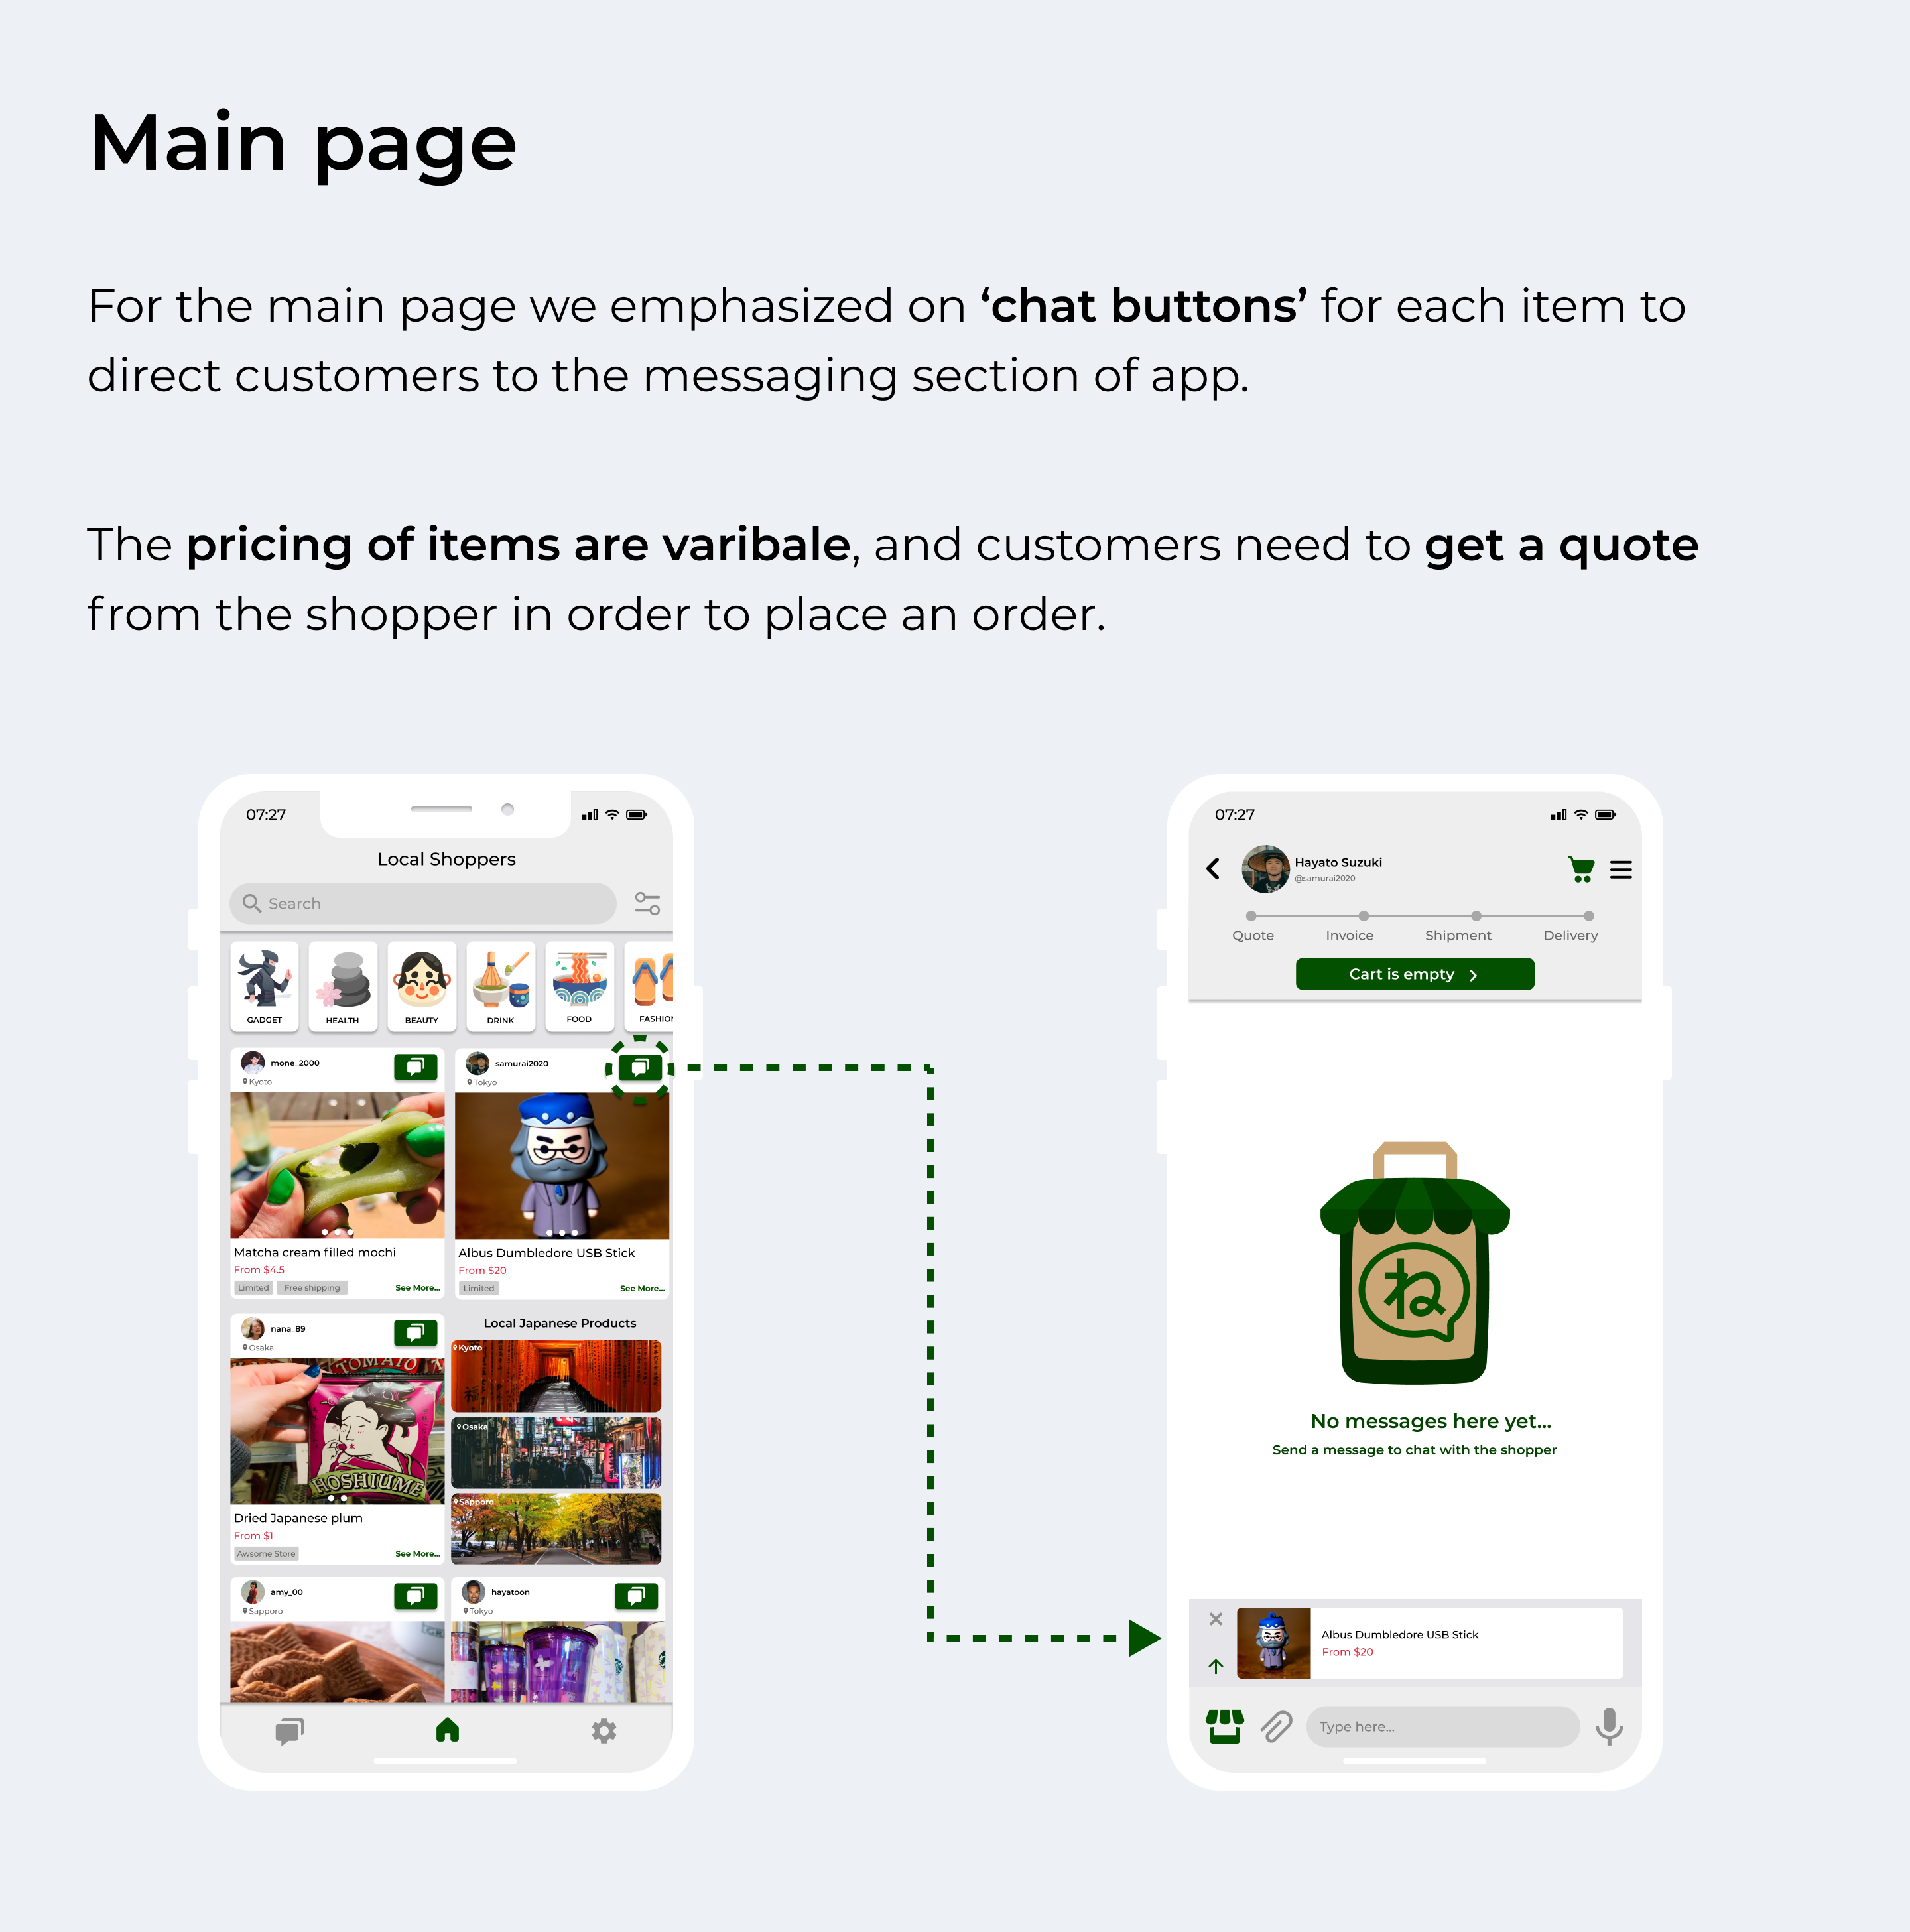 Main page
For the main page we emphasized on ‘chat buttons’ for each item to
direct customers to the messaging section of app.
The pricing of items are varibale, and customers need to get a quote
from the shopper in order to place an order.
07:27
Local Shoppers
Search
GADGET
HEALTH
BEAUTY
DRINK
FOOD
FASHION
mone_2000
Kyoto
Matcha cream filled mochi
From $4.5
Limited Free shipping See More...
samurai2020
Tokyo
Albus Dumbledore USB Stick
From $20
Limited See More...
nana_89
Osaka
TOMATO
HOSHIUME
Dried Japanese plum
From $1
Awsome Store See More...
Local Japanese Products
Kyoto
Osaka
Sapporo
amy_00
Sapporo
hayatoon
Tokyo
07:27
Hayato Suzuki
@samurai2020
Quote Invoice Shipment Delivery
Cart is empty
ね
No messages here yet...
Send a message to chat with the shopper
Albus Dumbledore USB Stick
From $20
Type here...